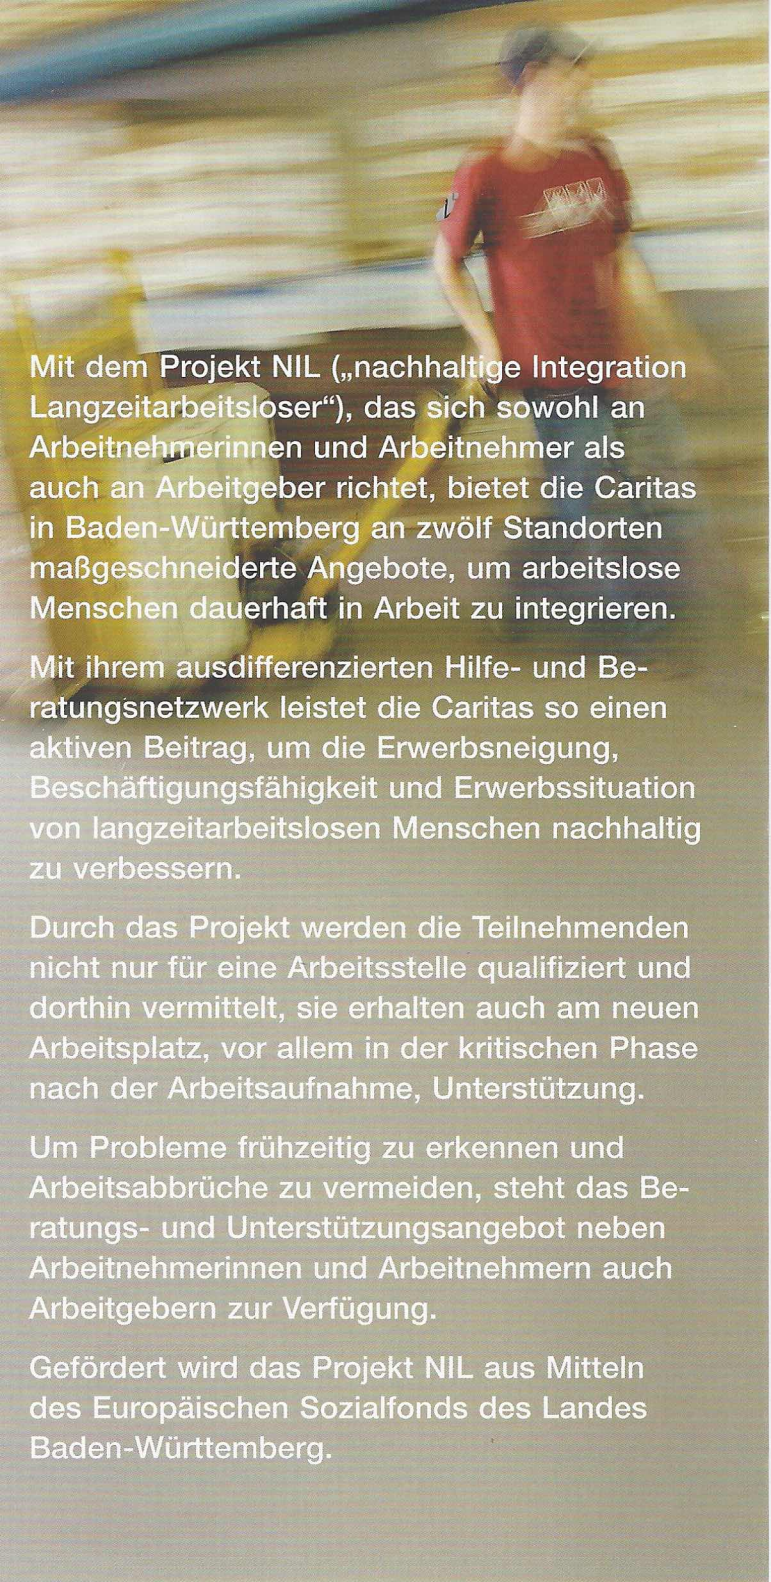 Mit dem Projekt NIL („nachhaltige Integration
Langzeitarbeitsloser“), das sich sowohl an
Arbeitnehmerinnen und Arbeitnehmer als
auch an Arbeitgeber richtet, bietet die Caritas
in Baden-Württemberg an zwölf Standorten
maßgeschneiderte Angebote, um arbeitslose
Menschen dauerhaft in Arbeit zu integrieren.
Mit ihrem ausdifferenzierten Hilfe- und Be-
ratungsnetzwerk leistet die Caritas so einen
aktiven Beitrag, um die Erwerbsneigung,
Beschäftigungsfähigkeit und Erwerbssituation
von langzeitarbeitslosen Menschen nachhaltig
zu verbessern.
Durch das Projekt werden die Teilnehmenden
nicht nur für eine Arbeitsstelle qualifiziert und
dorthin vermittelt, sie erhalten auch am neuen
Arbeitsplatz, vor allem in der kritischen Phase
nach der Arbeitsaufnahme, Unterstützung.
Um Probleme frühzeitig zu erkennen und
Arbeitsabbrüche zu vermeiden, steht das Be-
ratungs- und Unterstützungsangebot neben
Arbeitnehmerinnen und Arbeitnehmern auch
Arbeitgebern zur Verfügung.
Gefördert wird das Projekt NIL aus Mitteln
des Europäischen Sozialfonds des Landes
Baden-Württemberg.